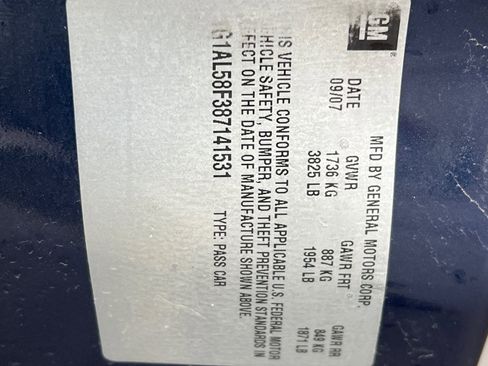 GM
MFD BY GENERAL MOTORS CORP.
DATE GVWR GAWR FRT GAWR RR
09/07 1736 KG 887 KG 849 KG
3825 LB 1954 LB 1871 LB
IS VEHICLE CONFORMS TO ALL APPLICABLE U.S. FEDERAL MOTOR
HICLE SAFETY, BUMPER, AND THEFT PREVENTION STANDARDS IN
FECT ON THE DATE OF MANUFACTURE SHOWN ABOVE.
G1AL58F387141531 TYPE: PASS CAR